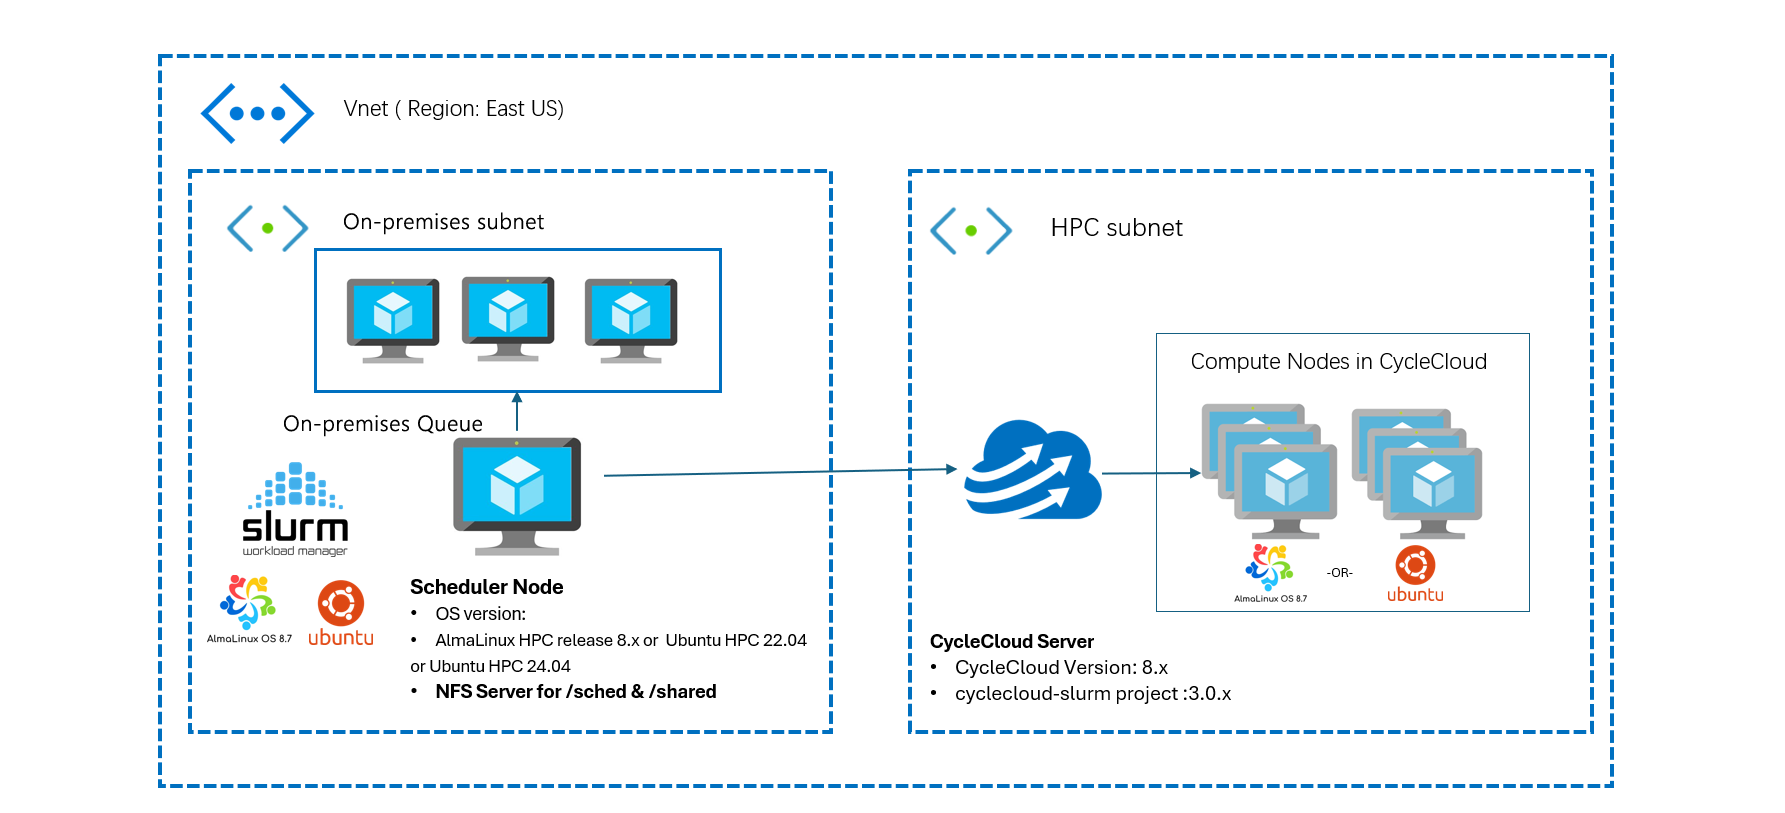 Vnet ( Region: East US)
On-premises subnet
On-premises Queue
slurm
workload manager
AlmaLinux OS 8.7
ubuntu
Scheduler Node
• OS version:
• AlmaLinux HPC release 8.x or Ubuntu HPC 22.04
or Ubuntu HPC 24.04
• NFS Server for /sched & /shared
HPC subnet
Compute Nodes in CycleCloud
AlmaLinux OS 8.7
-OR-
ubuntu
CycleCloud Server
• CycleCloud Version: 8.x
• cyclecloud-slurm project :3.0.x